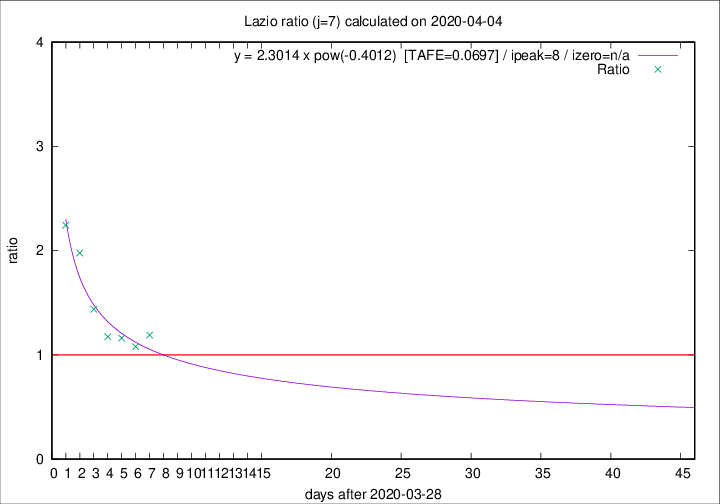 Lazio ratio (j=7) calculated on 2020-04-04
y = 2.3014 x pow(-0.4012) [TAFE=0.0697] / ipeak=8 / izero=n/a
Ratio
4
3
2
1
0
ratio
0 1 2 3 4 5 6 7 8 9 10 11 12 13 14 15 20 25 30 35 40 45
days after 2020-03-28